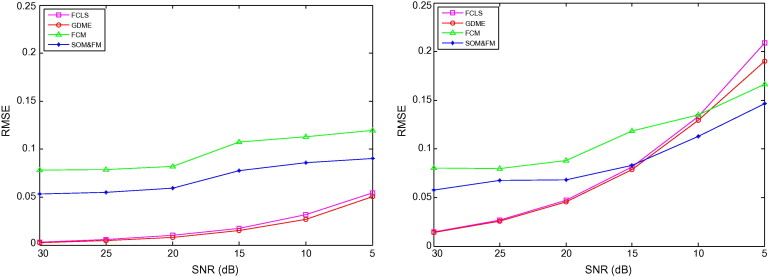 0.25
0.2
0.15
0.1
0.05
0
RMSE
FCLS
GDME
FCM
SOM&FM
30 25 20 15 10 5
SNR (dB)
0.25
0.2
0.15
0.1
0.05
0
RMSE
FCLS
GDME
FCM
SOM&FM
30 25 20 15 10 5
SNR (dB)